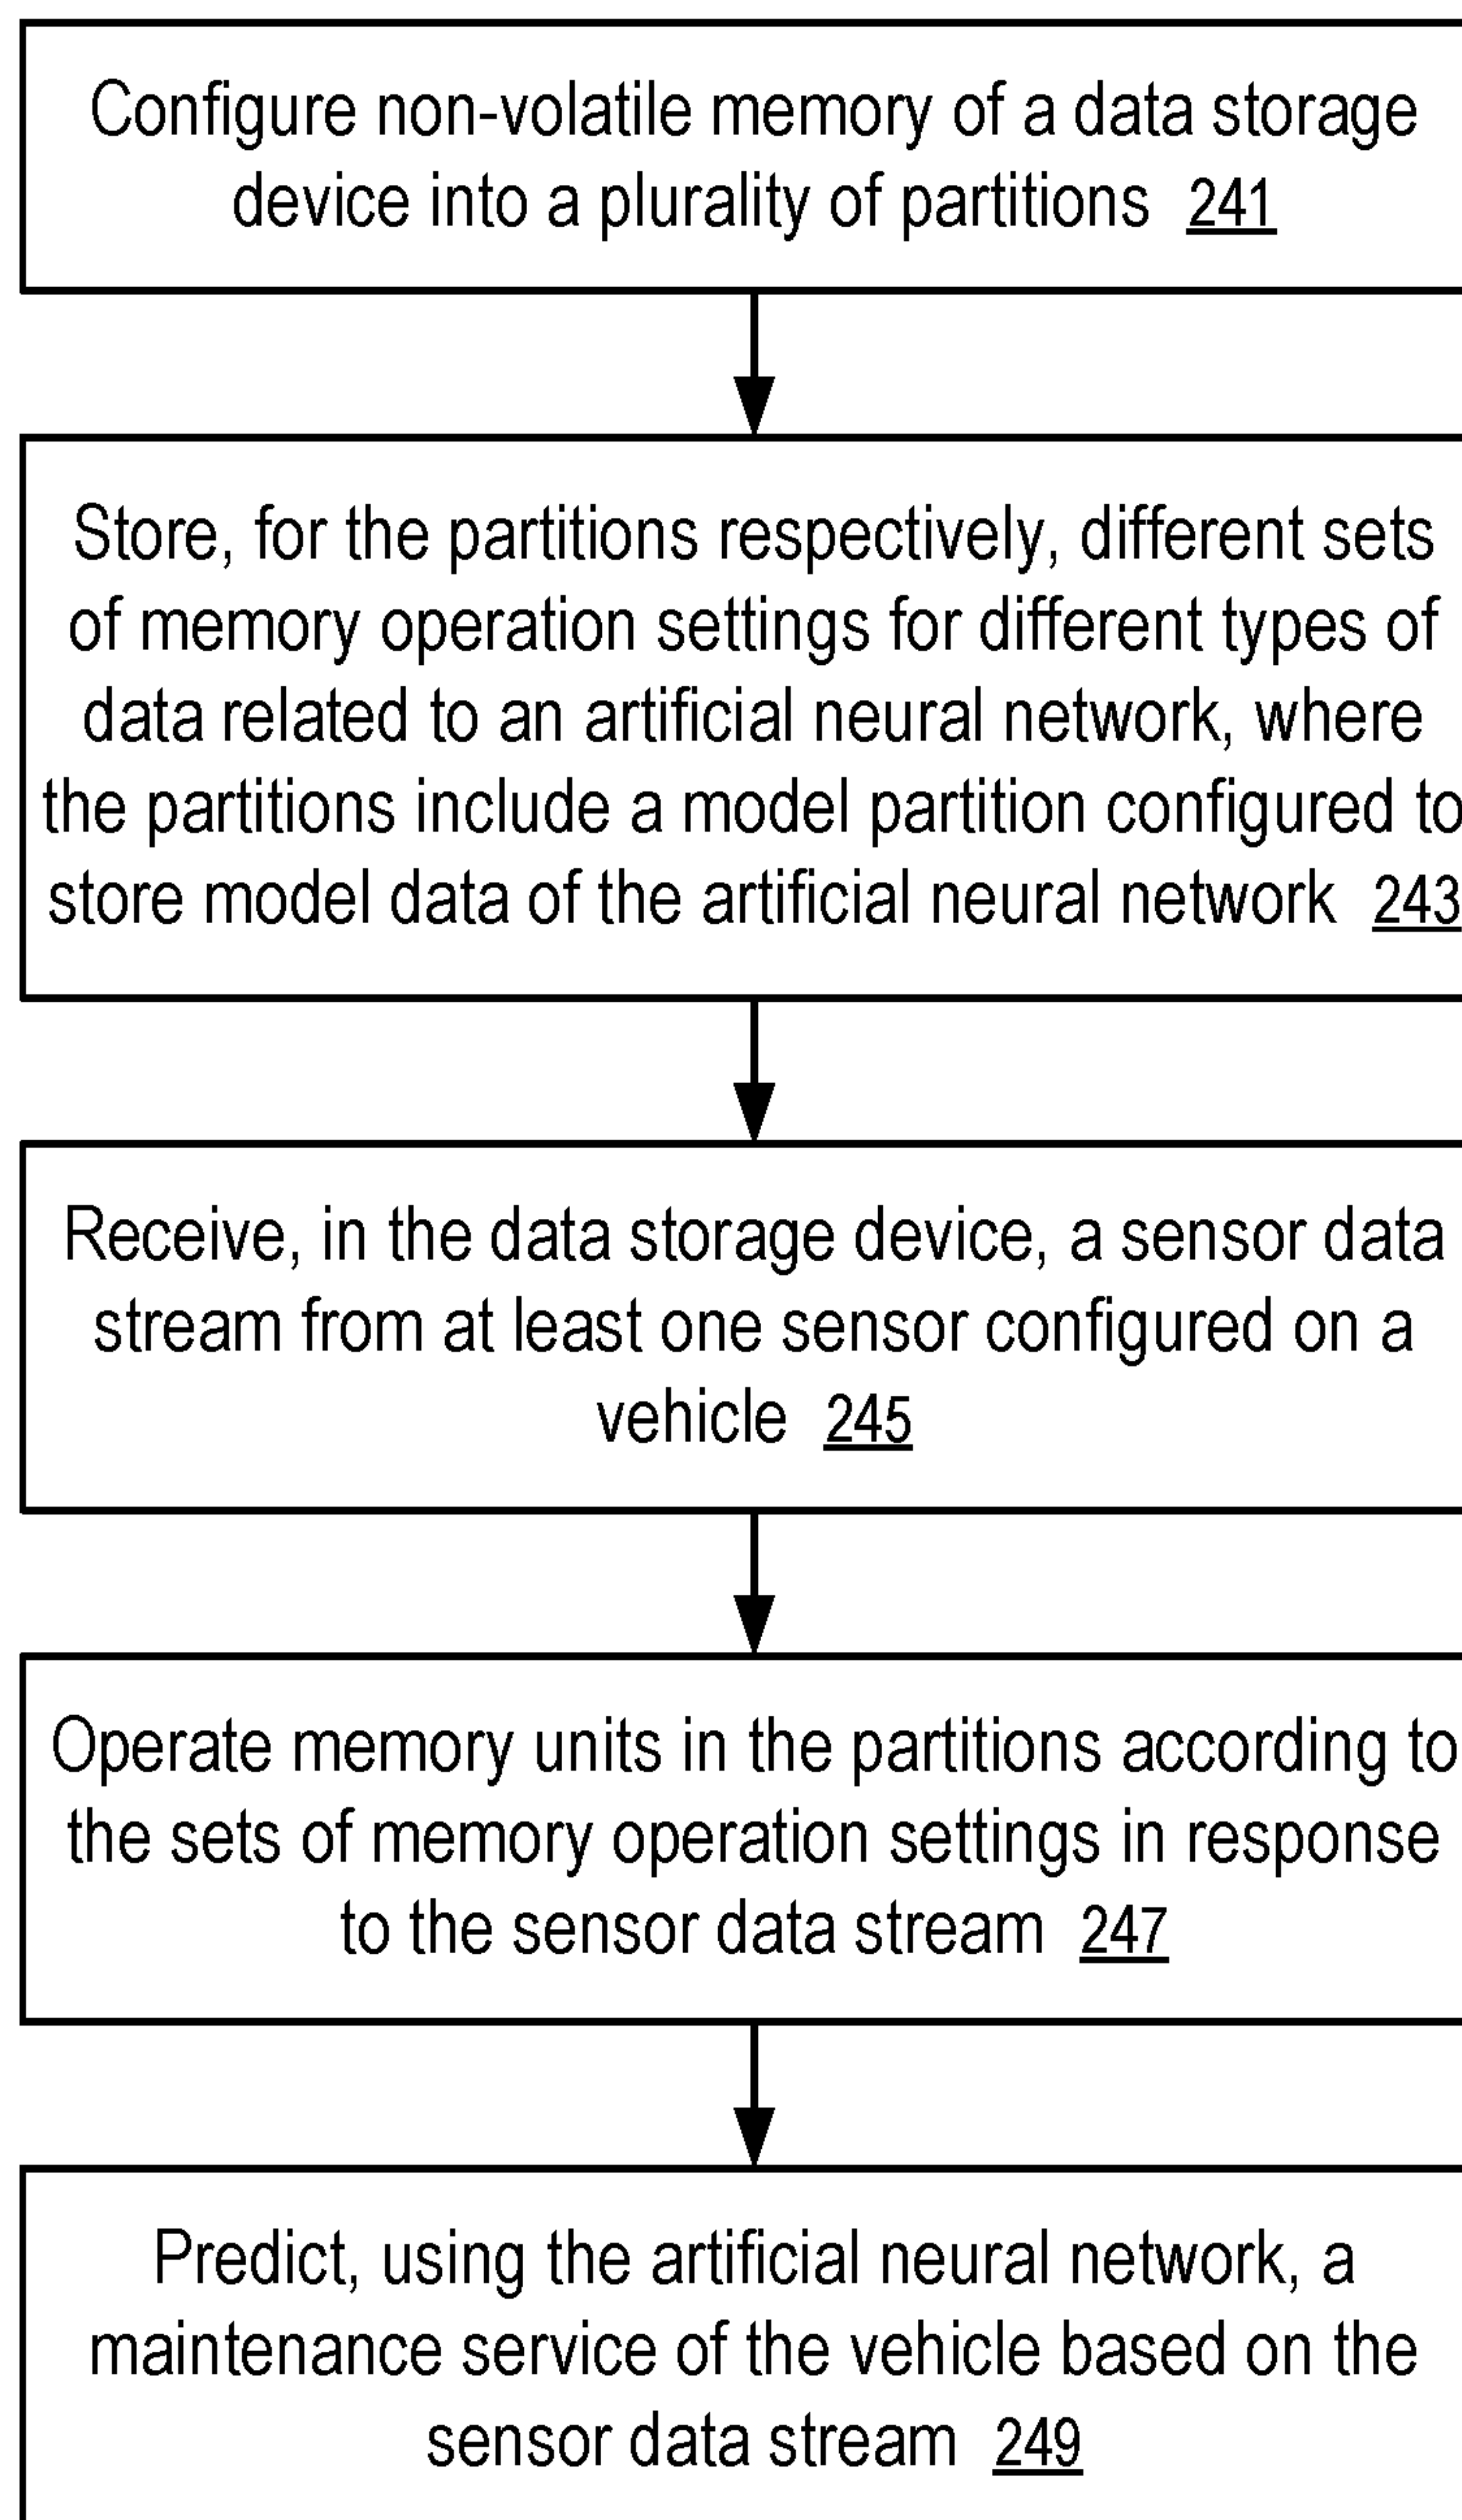 Configure non-volatile memory of a data storage
device into a plurality of partitions 241
Store, for the partitions respectively, different sets
of memory operation settings for different types of
data related to an artificial neural network, where
the partitions include a model partition configured to
store model data of the artificial neural network 243
Receive, in the data storage device, a sensor data
stream from at least one sensor configured on a
vehicle 245
Operate memory units in the partitions according to
the sets of memory operation settings in response
to the sensor data stream 247
Predict, using the artificial neural network, a
maintenance service of the vehicle based on the
sensor data stream 249